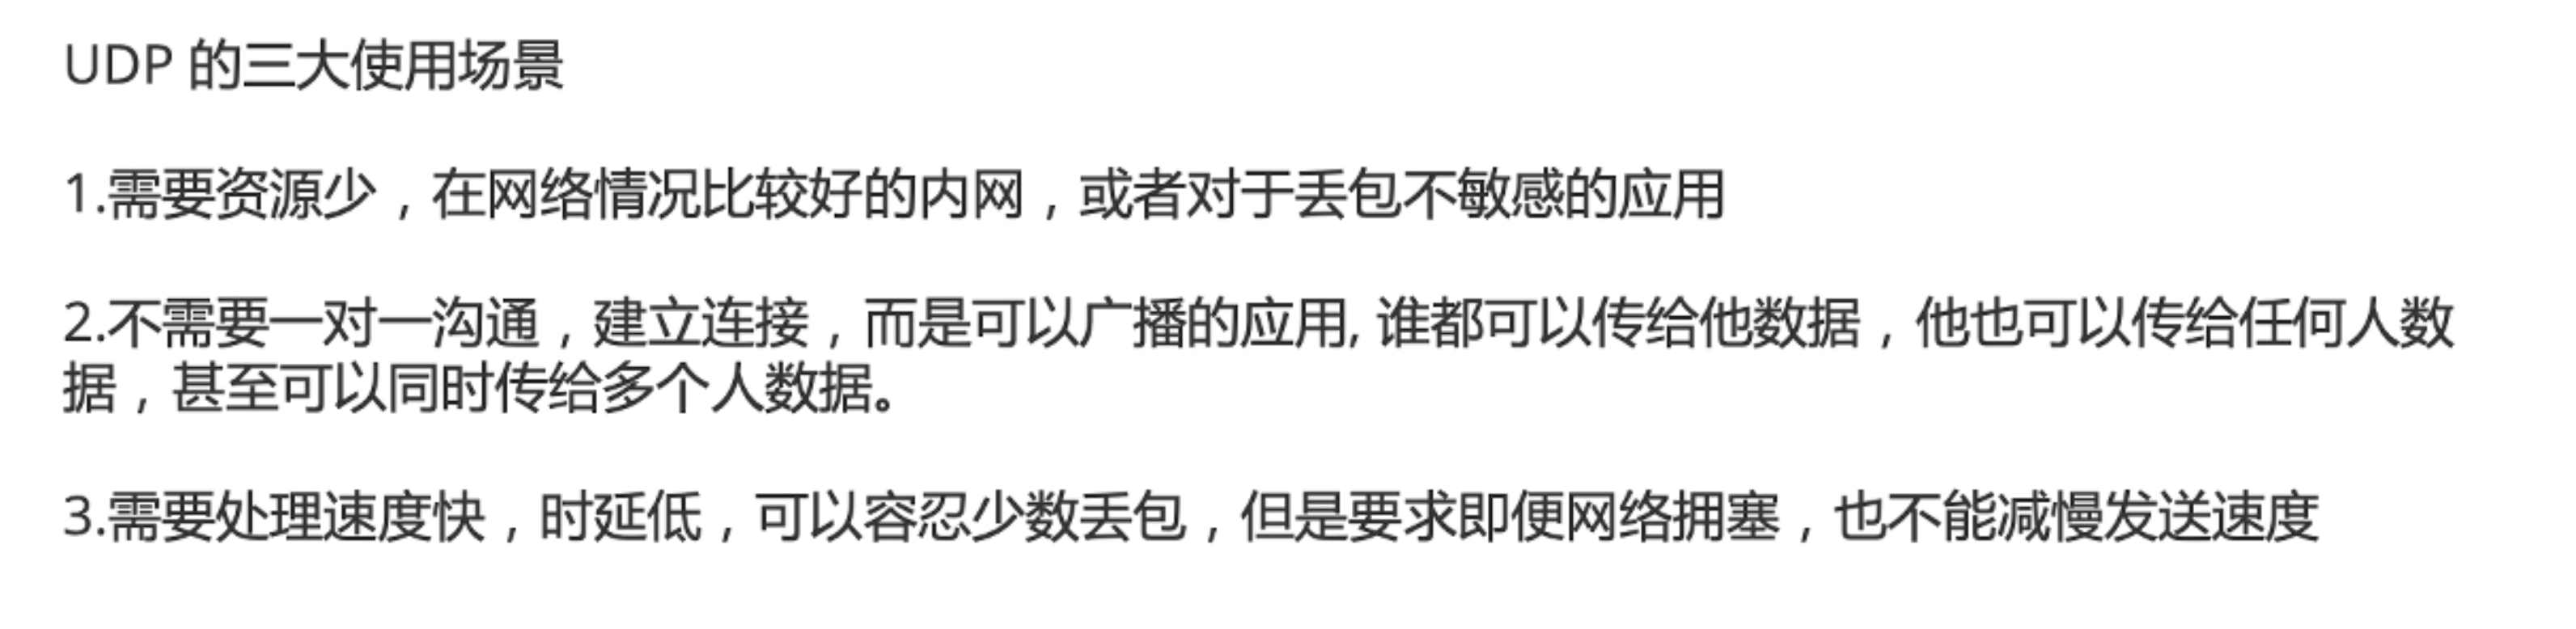 UDP 的三大使用场景
1.需要资源少，在网络情况比较好的内网，或者对于丢包不敏感的应用
2.不需要一对一沟通，建立连接，而是可以广播的应用, 谁都可以传给他数据，他也可以传给任何人数
据，甚至可以同时传给多个人数据。
3.需要处理速度快，时延低，可以容忍少数丢包，但是要求即便网络拥塞，也不能减慢发送速度